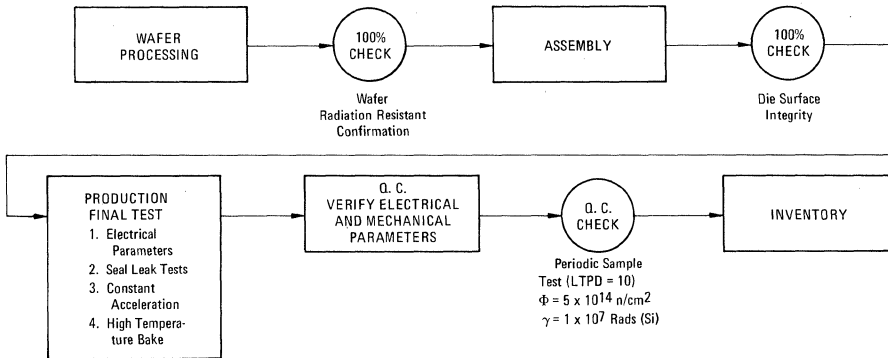 WAFER
PROCESSING
100%
CHECK
Wafer
Radiation Resistant
Confirmation
ASSEMBLY
100%
CHECK
Die Surface
Integrity
PRODUCTION
FINAL TEST
1. Electrical
Parameters
2. Seal Leak Tests
3. Constant
Acceleration
4. High Tempera-
ture Bake
Q. C.
VERIFY ELECTRICAL
AND MECHANICAL
PARAMETERS
Q. C.
CHECK
Periodic Sample
Test (LTPD = 10)
Φ = 5 x 10¹⁴ n/cm²
γ = 1 x 10⁷ Rads (Si)
INVENTORY